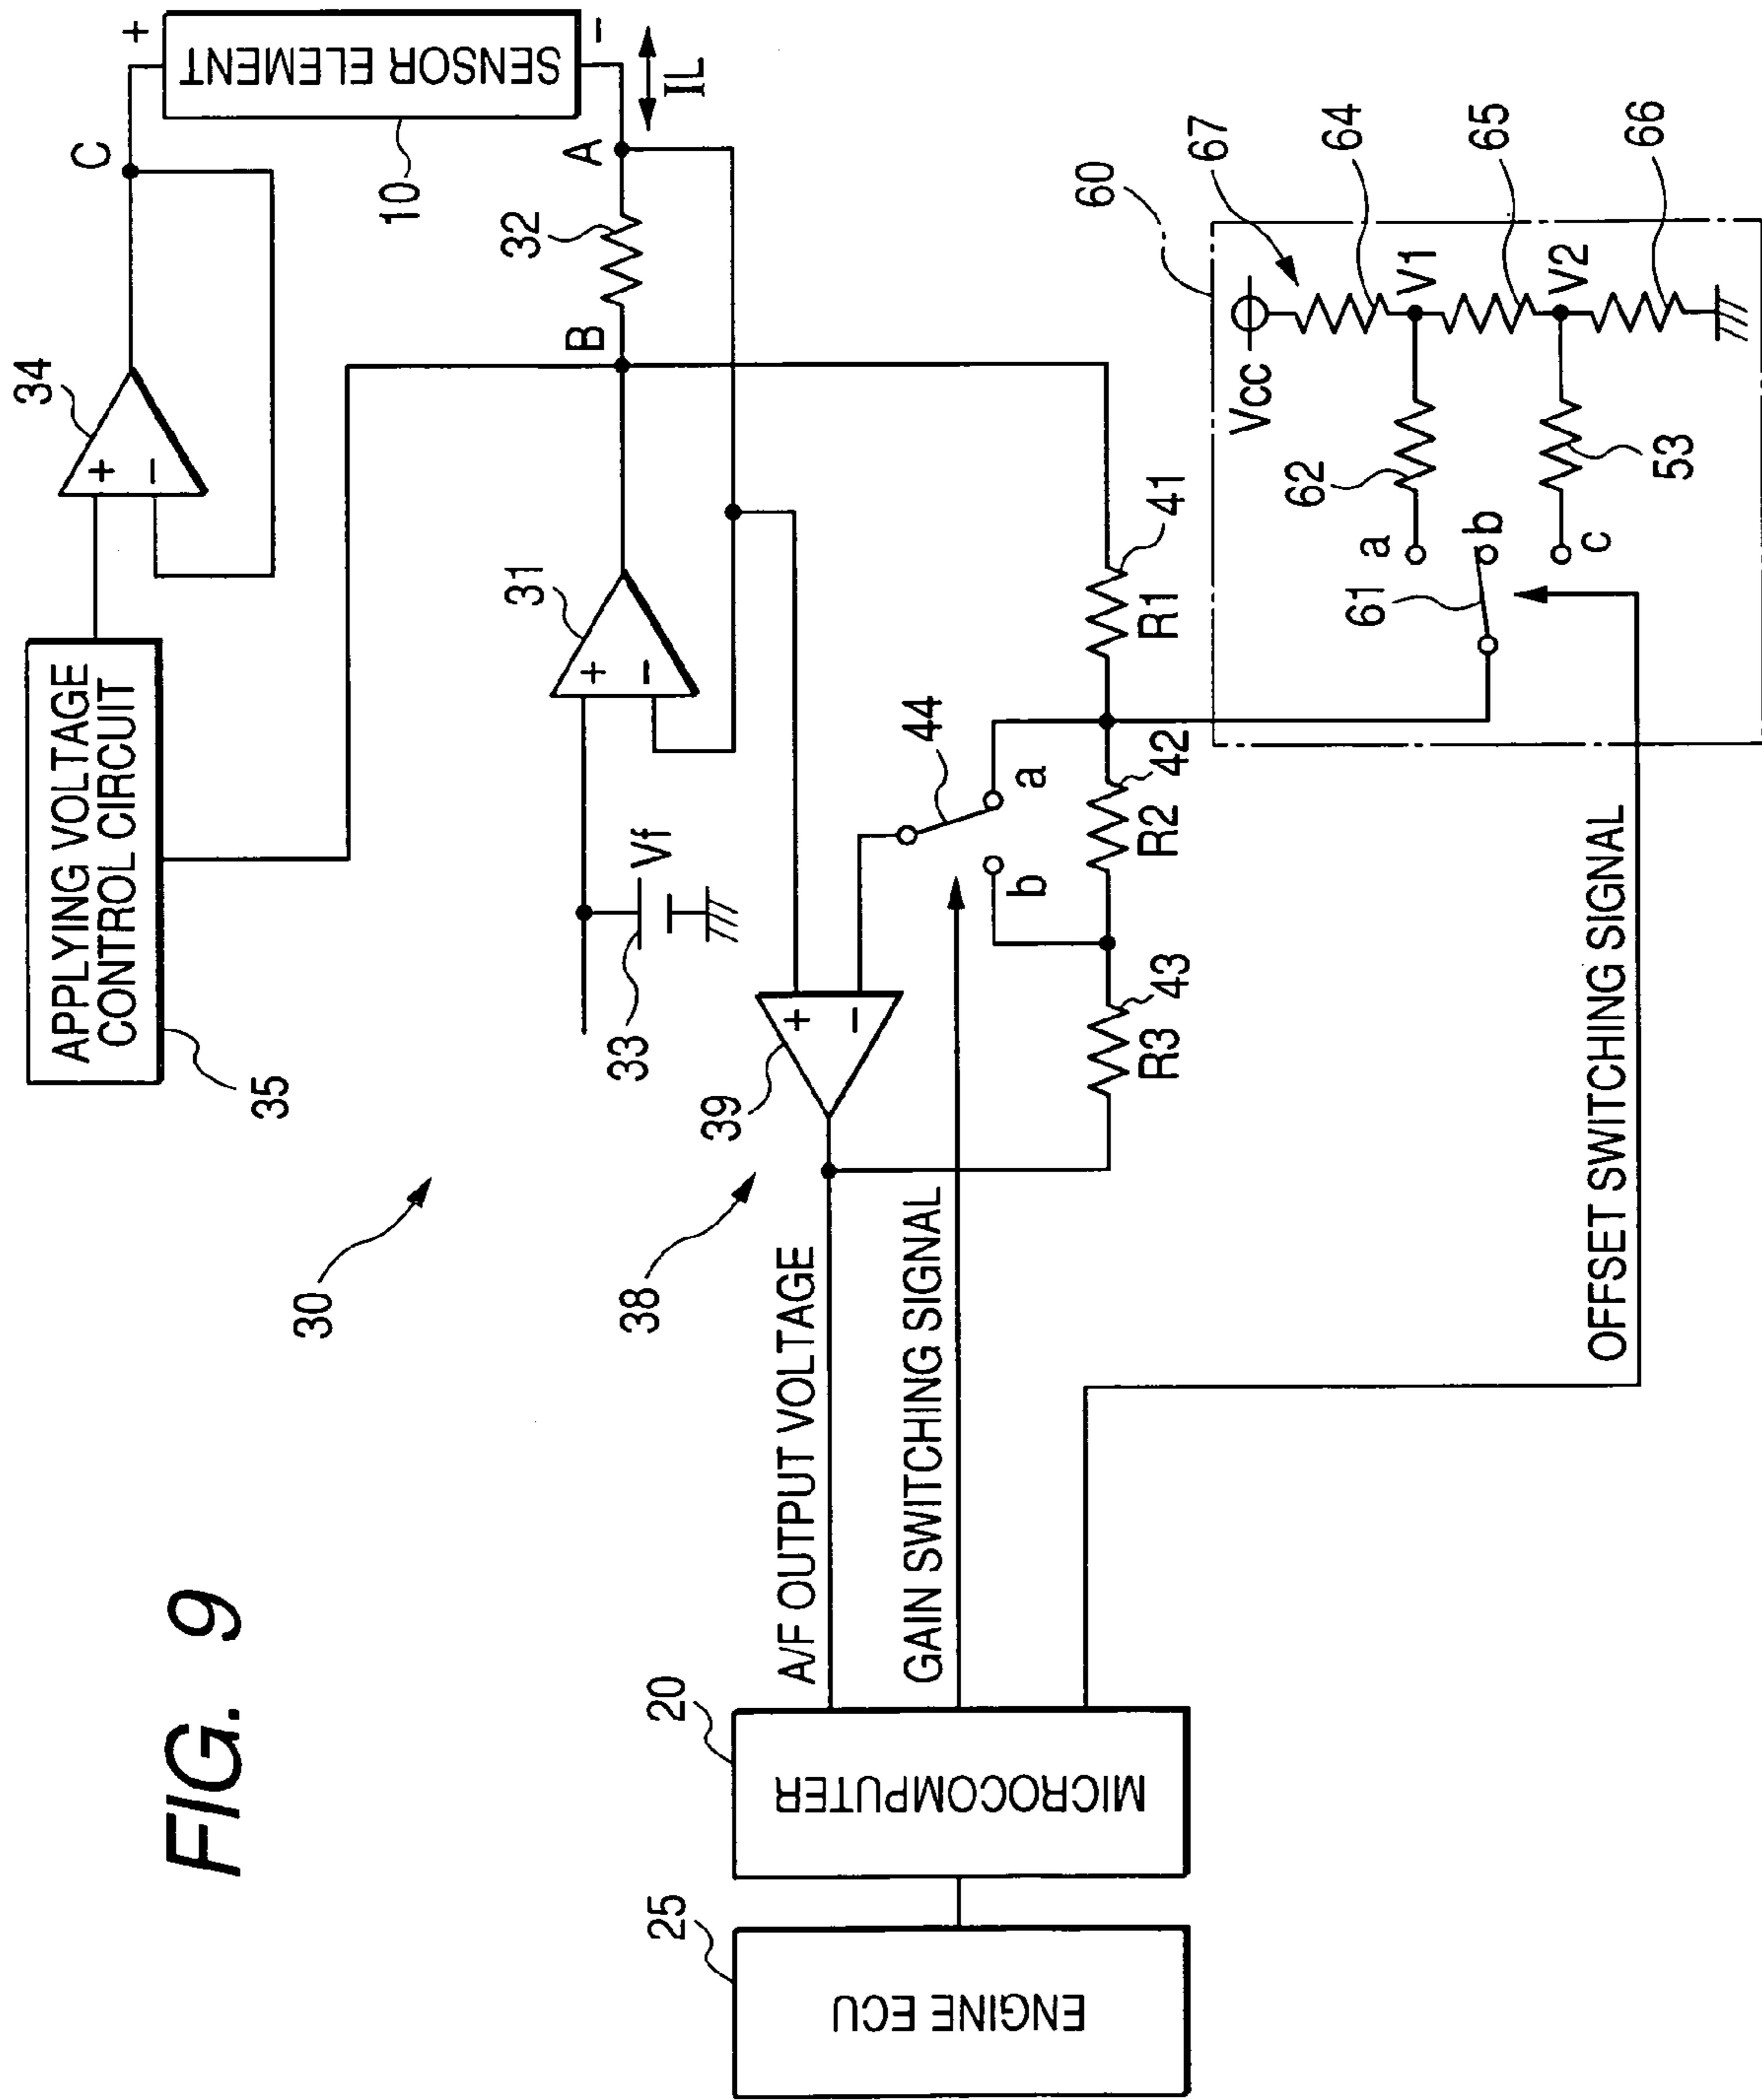 FIG. 9
APPLYING VOLTAGE
CONTROL CIRCUIT
35
34
+
−
C
+
SENSOR ELEMENT
−
10
IL
A
32
B
31
+
−
Vf
33
30
38
39
+
−
44
a
b
41
R1
42
R2
43
R3
A/F OUTPUT VOLTAGE
GAIN SWITCHING SIGNAL
OFFSET SWITCHING SIGNAL
20
MICROCOMPUTER
25
ENGINE ECU
60
67
Vcc
64
V1
65
V2
66
62
53
a
b
c
61